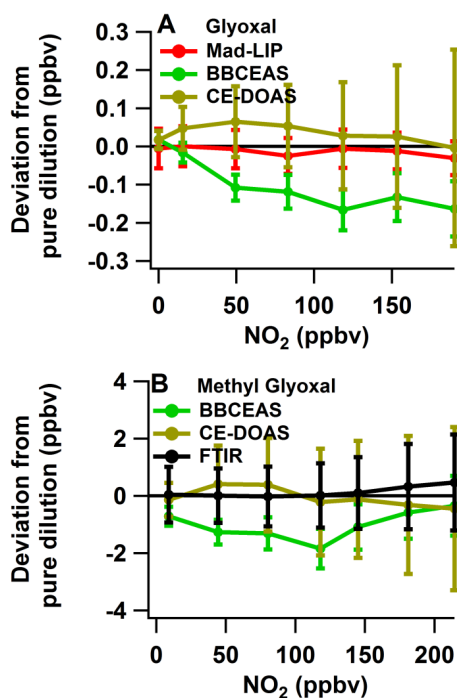 A
Glyoxal
Mad-LIP
BBCEAS
CE-DOAS
Deviation from
pure dilution (ppbv)
0.3
0.2
0.1
0.0
-0.1
-0.2
-0.3
0 50 100 150
NO₂ (ppbv)
B
Methyl Glyoxal
BBCEAS
CE-DOAS
FTIR
Deviation from
pure dilution (ppbv)
4
2
0
-2
-4
0 50 100 150 200
NO₂ (ppbv)